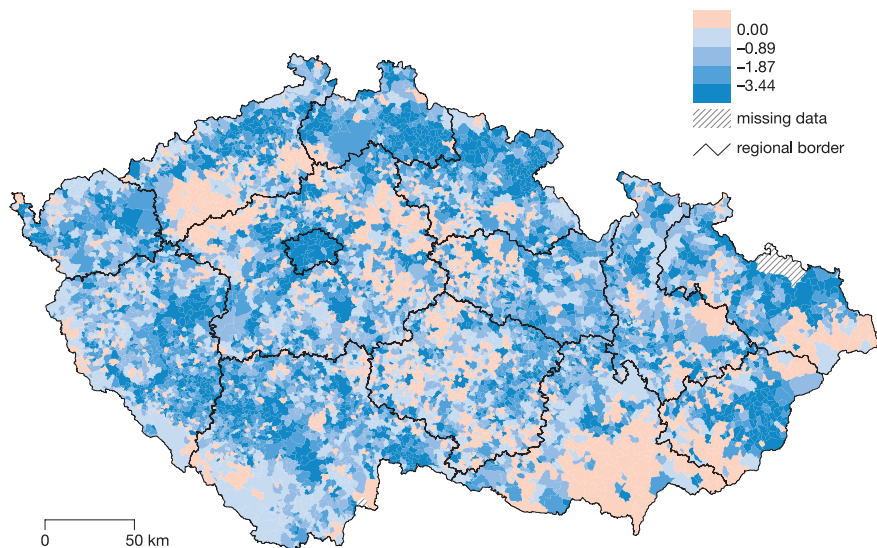 0.00
–0.89
–1.87
–3.44
missing data
regional border
0 50 km